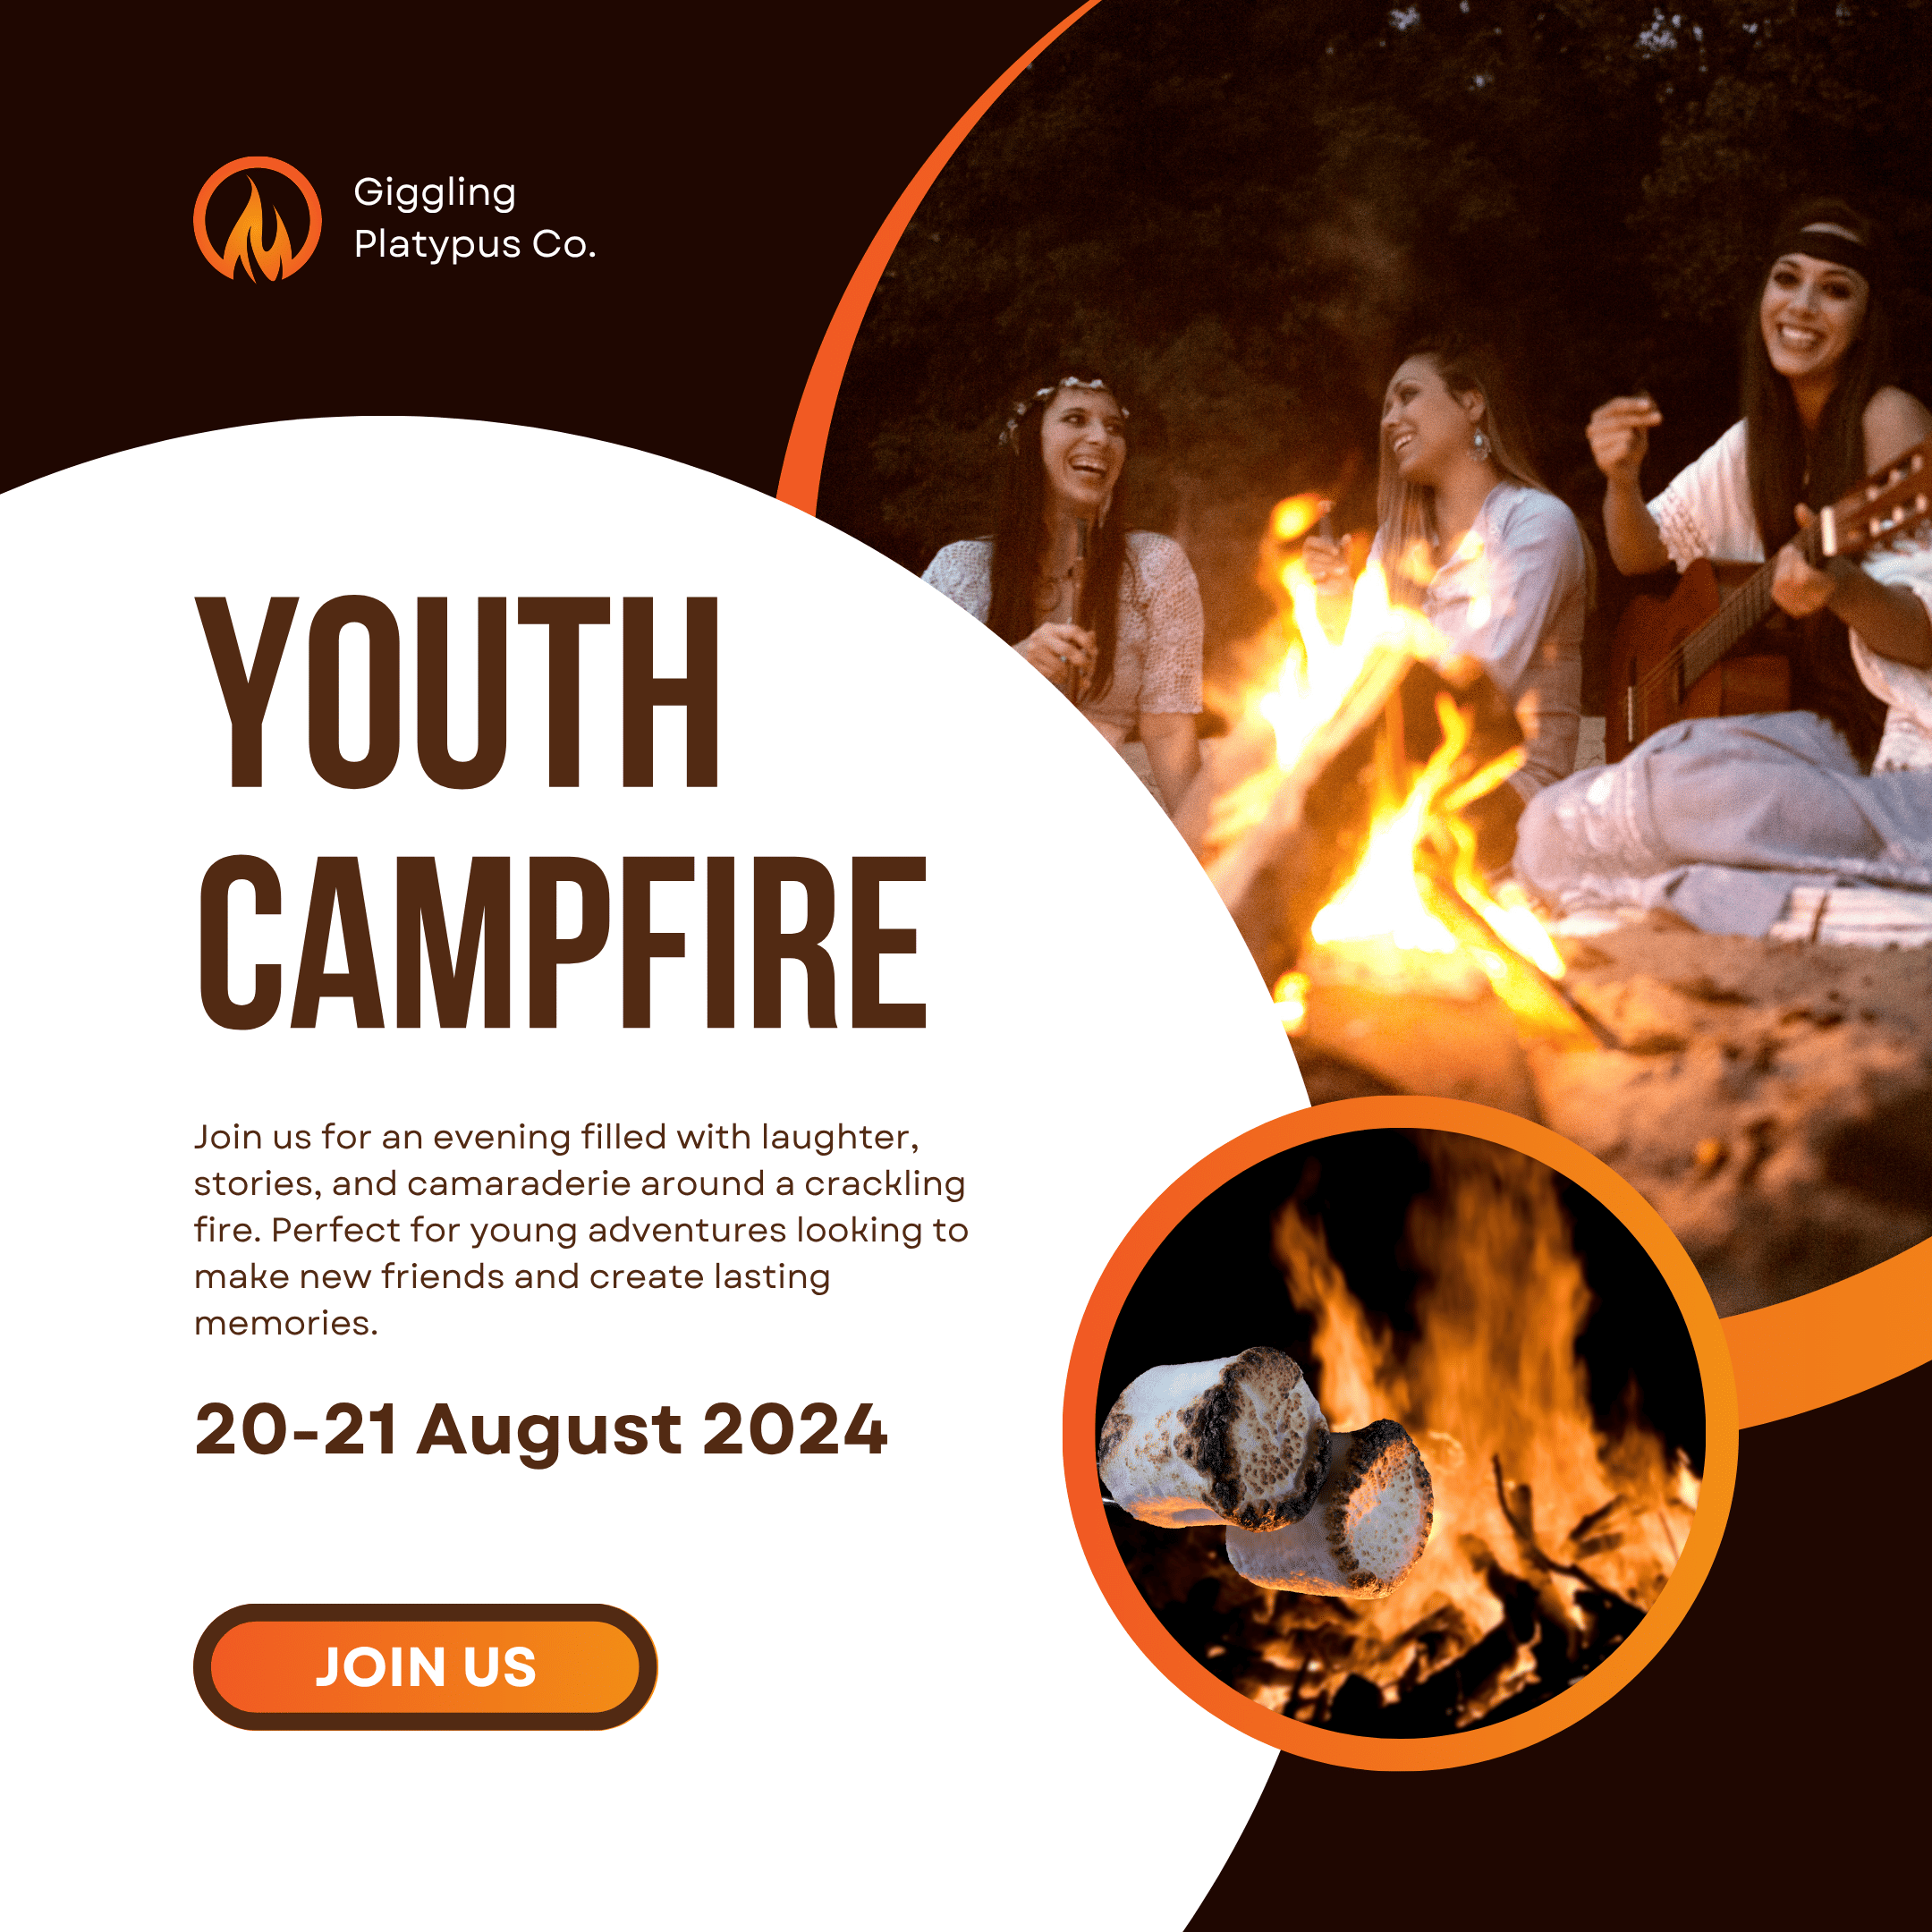 Giggling
Platypus Co.
YOUTH
CAMPFIRE
Join us for an evening filled with laughter,
stories, and camaraderie around a crackling
fire. Perfect for young adventures looking to
make new friends and create lasting
memories.
20-21 August 2024
JOIN US